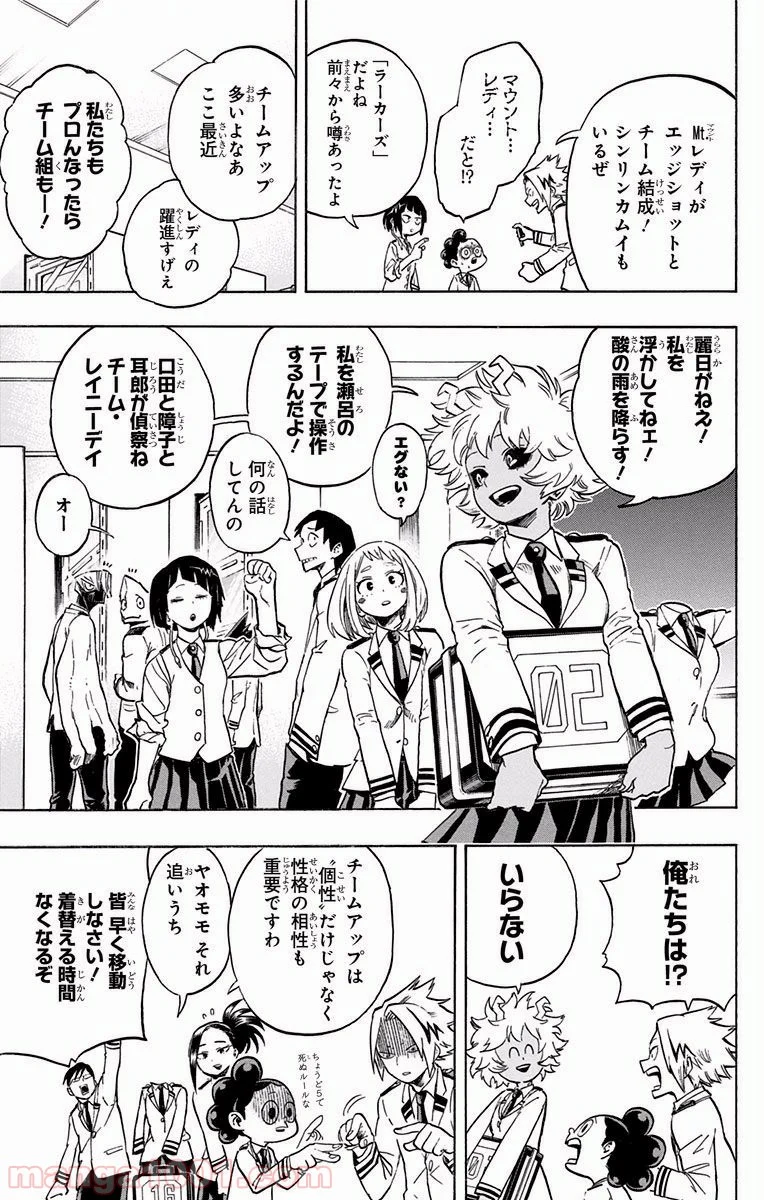 Mtレディが
エッジショットと
チーム結成！
シンリンカムイも
いるぜ
マウント…
レディ…
だと!?
「ラーカーズ」
だよね
前々から噂あったよ
チームアップ
多いよなあ
ここ最近
レディの
躍進すげえ
私たちも
プロんなったら
チーム組もー！
麗日がねえ！
私を
浮かしてねェ！
酸の雨を降らす！
エグない？
私を瀬呂の
テープで操作
するんだよ！
何の話
してんの
口田と障子と
耳郎が偵察ね
チーム・
レイニーデイ
オー
俺たちは!?
いらない
チームアップは
"個性"だけじゃなく
性格の相性も
重要ですわ
ヤオモモ それ
追いうち
ちょうど5で
死ぬルールな
皆 早く移動
しなさい！
着替える時間
なくなるぞ
02
16